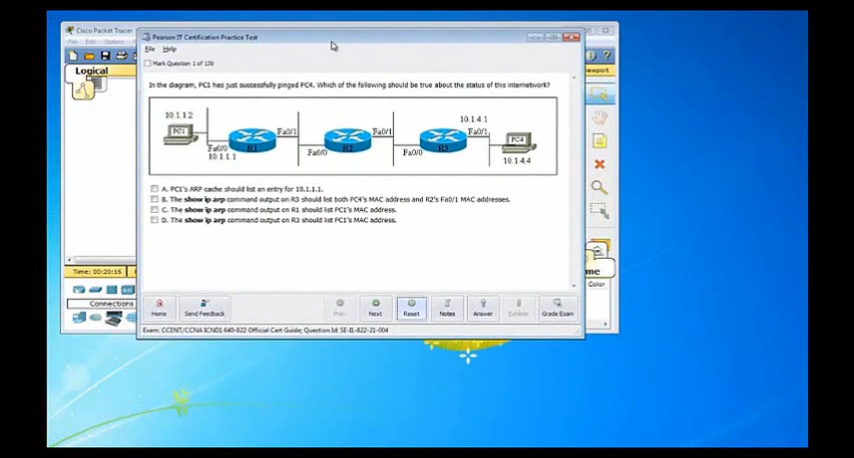 Cisco Packet Tracer
Pearson IT Certification Practice Test
File Edit Options
File Help
Logical
Mark Question 1 of 139
In the diagram, PC1 has just successfully pinged PC4. Which of the following should be true about the status of this internetwork?
10.1.1.2
10.1.4.1
PC1
Fa0/1
Fa0/1
Fa0/1
PC4
R1
R2
R3
Fa0/0
Fa0/0
Fa0/0
10.1.1.1
10.1.4.4
A. PC1's ARP cache should list an entry for 10.1.1.1.
B. The show ip arp command output on R3 should list both PC4's MAC address and R2's Fa0/1 MAC addresses.
C. The show ip arp command output on R1 should list PC1's MAC address.
D. The show ip arp command output on R3 should list PC1's MAC address.
Time: 00:20:16
Color
Connections
Home
Send Feedback
Prev
Next
Reset
Notes
Answer
Exhibits
Grade Exam
Exam: CCENT/CCNA ICND1 640-822 Official Cert Guide; Question Id: SE-I1-822-21-004